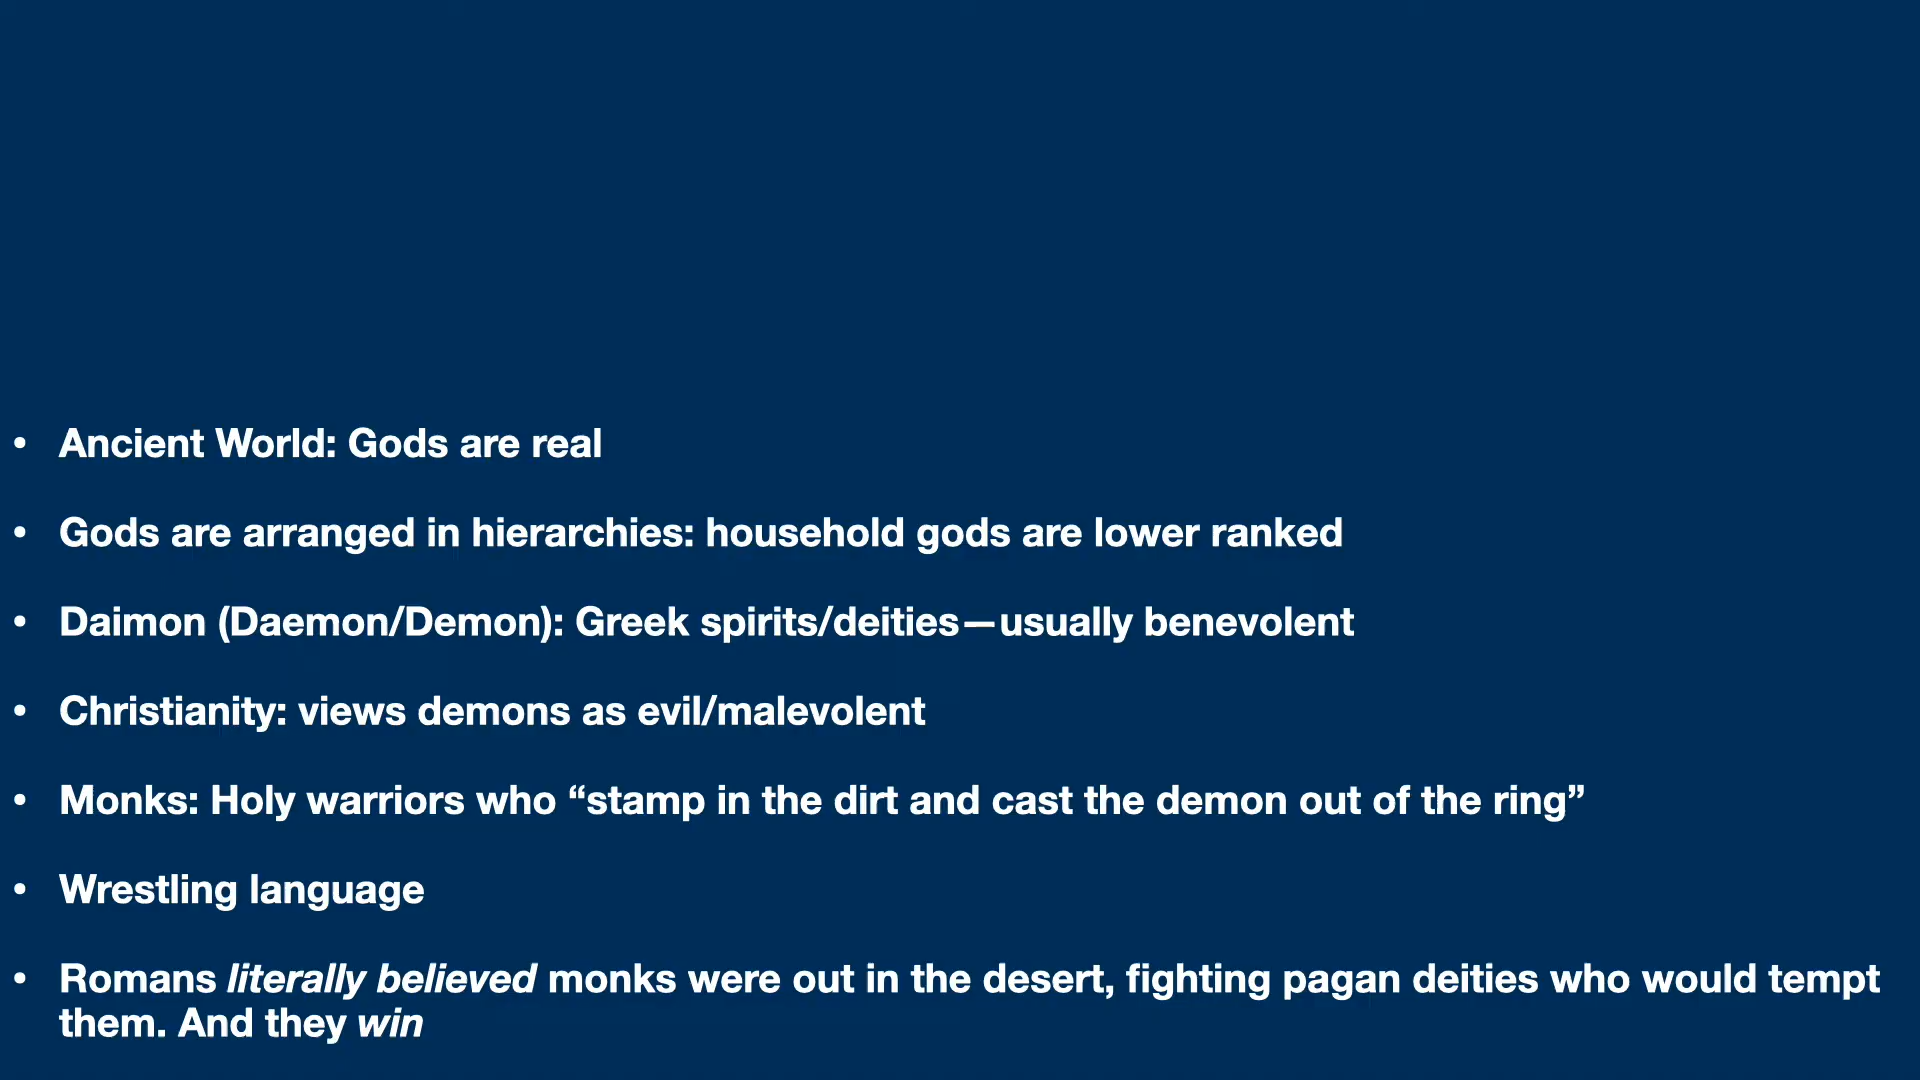 • Ancient World: Gods are real
• Gods are arranged in hierarchies: household gods are lower ranked
• Daimon (Daemon/Demon): Greek spirits/deities—usually benevolent
• Christianity: views demons as evil/malevolent
• Monks: Holy warriors who “stamp in the dirt and cast the demon out of the ring”
• Wrestling language
• Romans literally believed monks were out in the desert, fighting pagan deities who would tempt
them. And they win